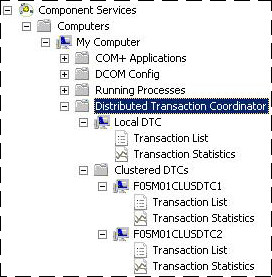 Component Services
Computers
My Computer
COM+ Applications
DCOM Config
Running Processes
Distributed Transaction Coordinator
Local DTC
Transaction List
Transaction Statistics
Clustered DTCs
F05M01CLUSDTC1
Transaction List
Transaction Statistics
F05M01CLUSDTC2
Transaction List
Transaction Statistics